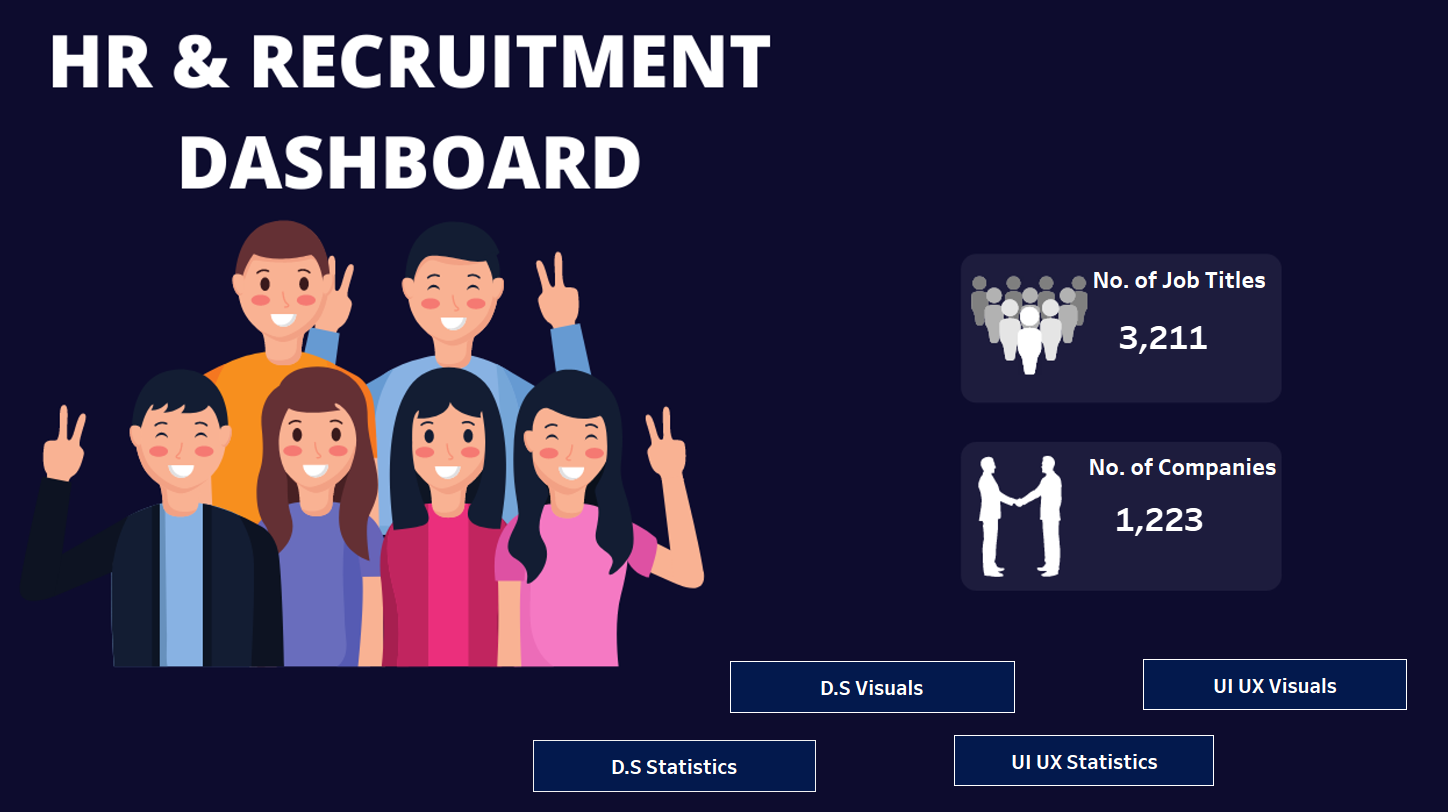 HR & RECRUITMENT
DASHBOARD
No. of Job Titles
3,211
No. of Companies
1,223
D.S Visuals
UI UX Visuals
D.S Statistics
UI UX Statistics